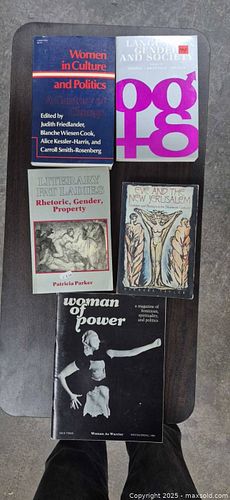 Women
in Culture
and Politics
A Century of
Change
Edited by
Judith Friedlander,
Blanche Wiesen Cook,
Alice Kessler-Harris, and
Carroll Smith-Rosenberg
LANGUAGE,
GENDER
AND SOCIETY
LITERARY
FAT LADIES
Rhetoric, Gender,
Property
Patricia Parker
EVE AND THE
NEW JERUSALEM
BARBARA TAYLOR
woman
of
power
a magazine of
feminism,
spirituality,
and politics
Woman As Warrior
Copyright 2025 - maxsold.com